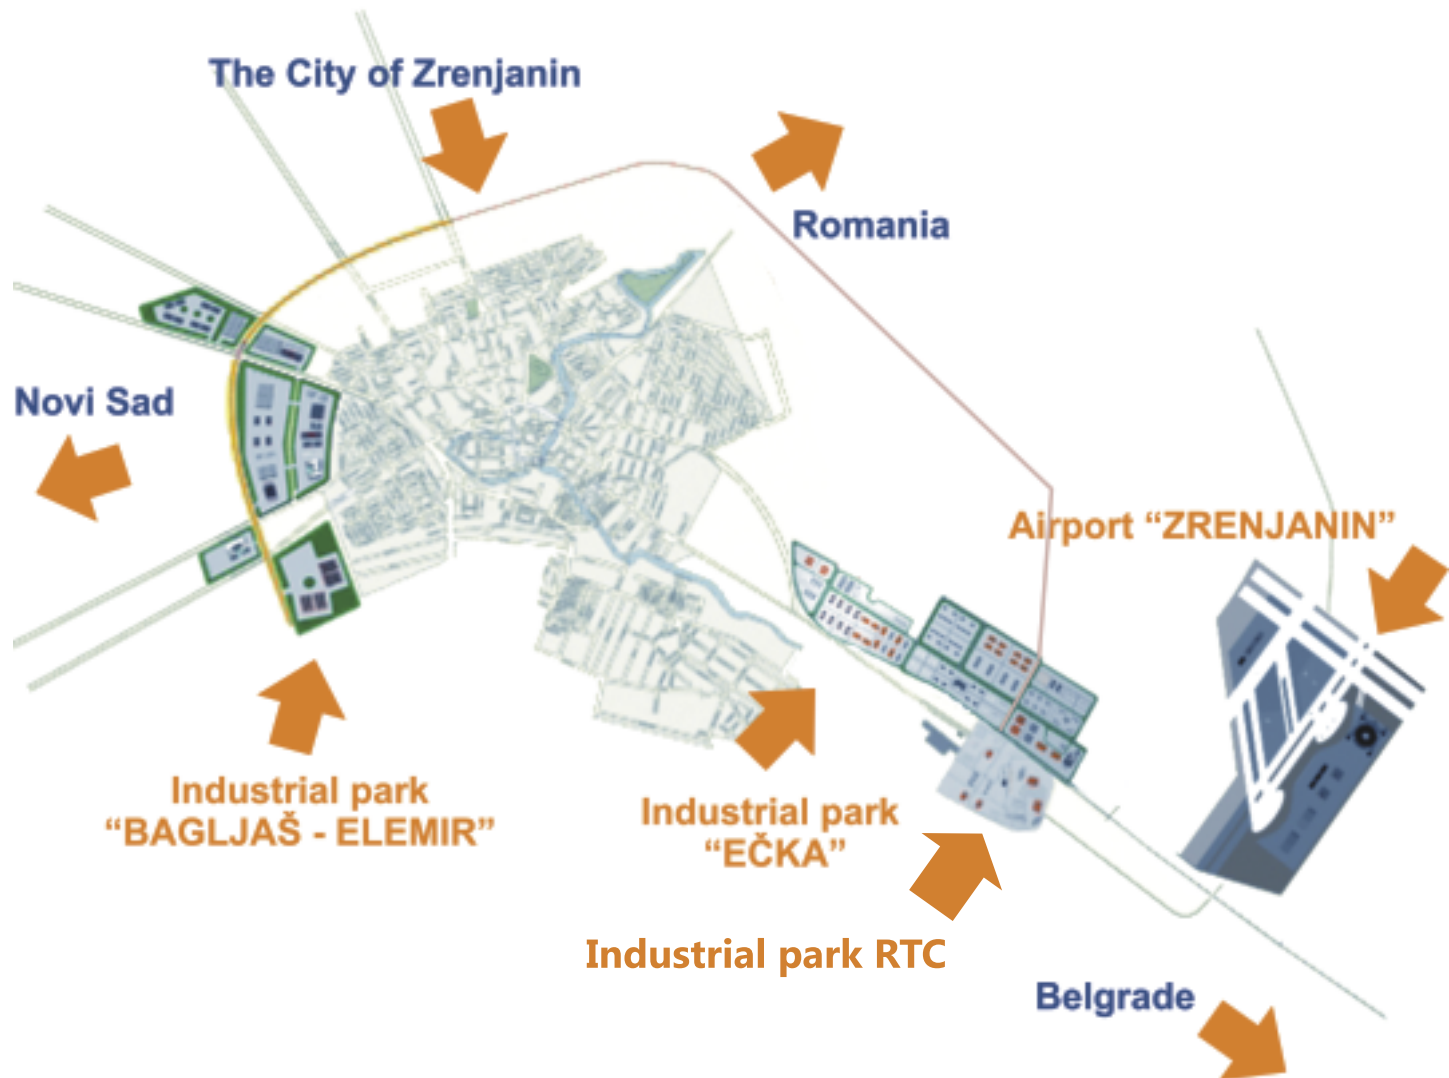 The City of Zrenjanin
Romania
Novi Sad
Airport “ZRENJANIN”
Industrial park
“BAGLJAŠ - ELEMIR”
Industrial park
“EČKA”
Industrial park RTC
Belgrade